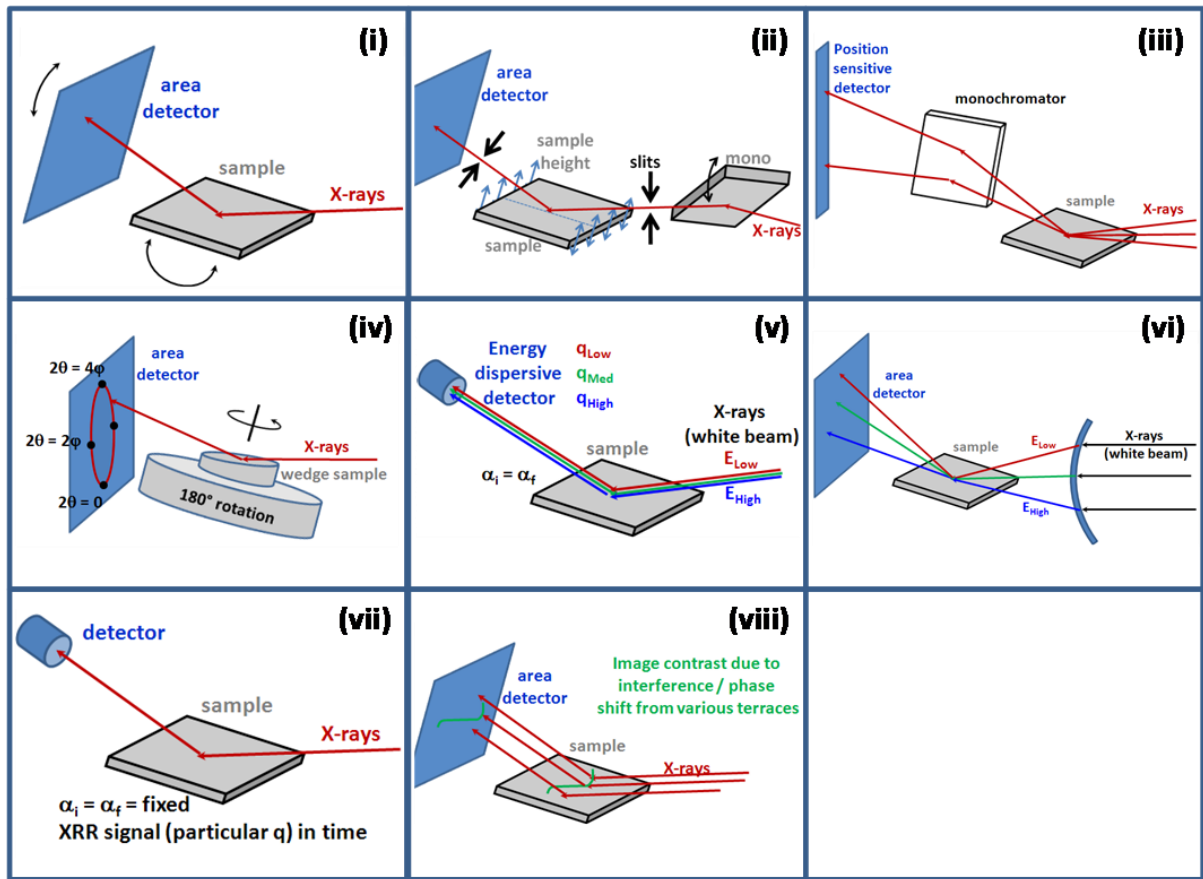 (i)
area
detector
sample
X-rays
(ii)
area
detector
sample
height
slits
mono
sample
X-rays
(iii)
Position
sensitive
detector
monochromator
sample
X-rays
(iv)
2θ = 4φ
area
detector
2θ = 2φ
X-rays
wedge sample
2θ = 0
180° rotation
(v)
Energy
dispersive
detector
qLow
qMed
qHigh
X-rays
(white beam)
sample
ELow
αi = αf
EHigh
(vi)
area
detector
X-rays
(white beam)
sample
ELow
EHigh
(vii)
detector
sample
X-rays
αi = αf = fixed
XRR signal (particular q) in time
(viii)
Image contrast due to
interference / phase
shift from various terraces
area
detector
sample
X-rays